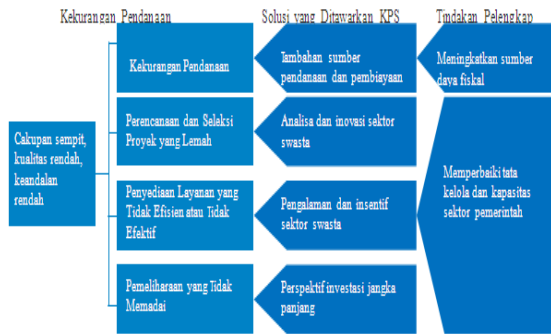 Kekurangan Pendanaan
Solusi yang Ditawarkan KPS
Tindakan Pelengkap
Cakupan sempit,
kualitas rendah,
keandalan
rendah
Kekurangan Pendanaan
Tambahan sumber
pendanaan dan pembiayaan
Meningkatkan sumber
daya fiskal
Perencanaan dan Seleksi
Proyek yang Lemah
Analisa dan inovasi sektor
swasta
Penyediaan Layanan yang
Tidak Efisien atau Tidak
Efektif
Pengalaman dan insentif
sektor swasta
Pemeliharaan yang Tidak
Memadai
Perspektif investasi jangka
panjang
Memperbaiki tata
kelola dan kapasitas
sektor pemerintah